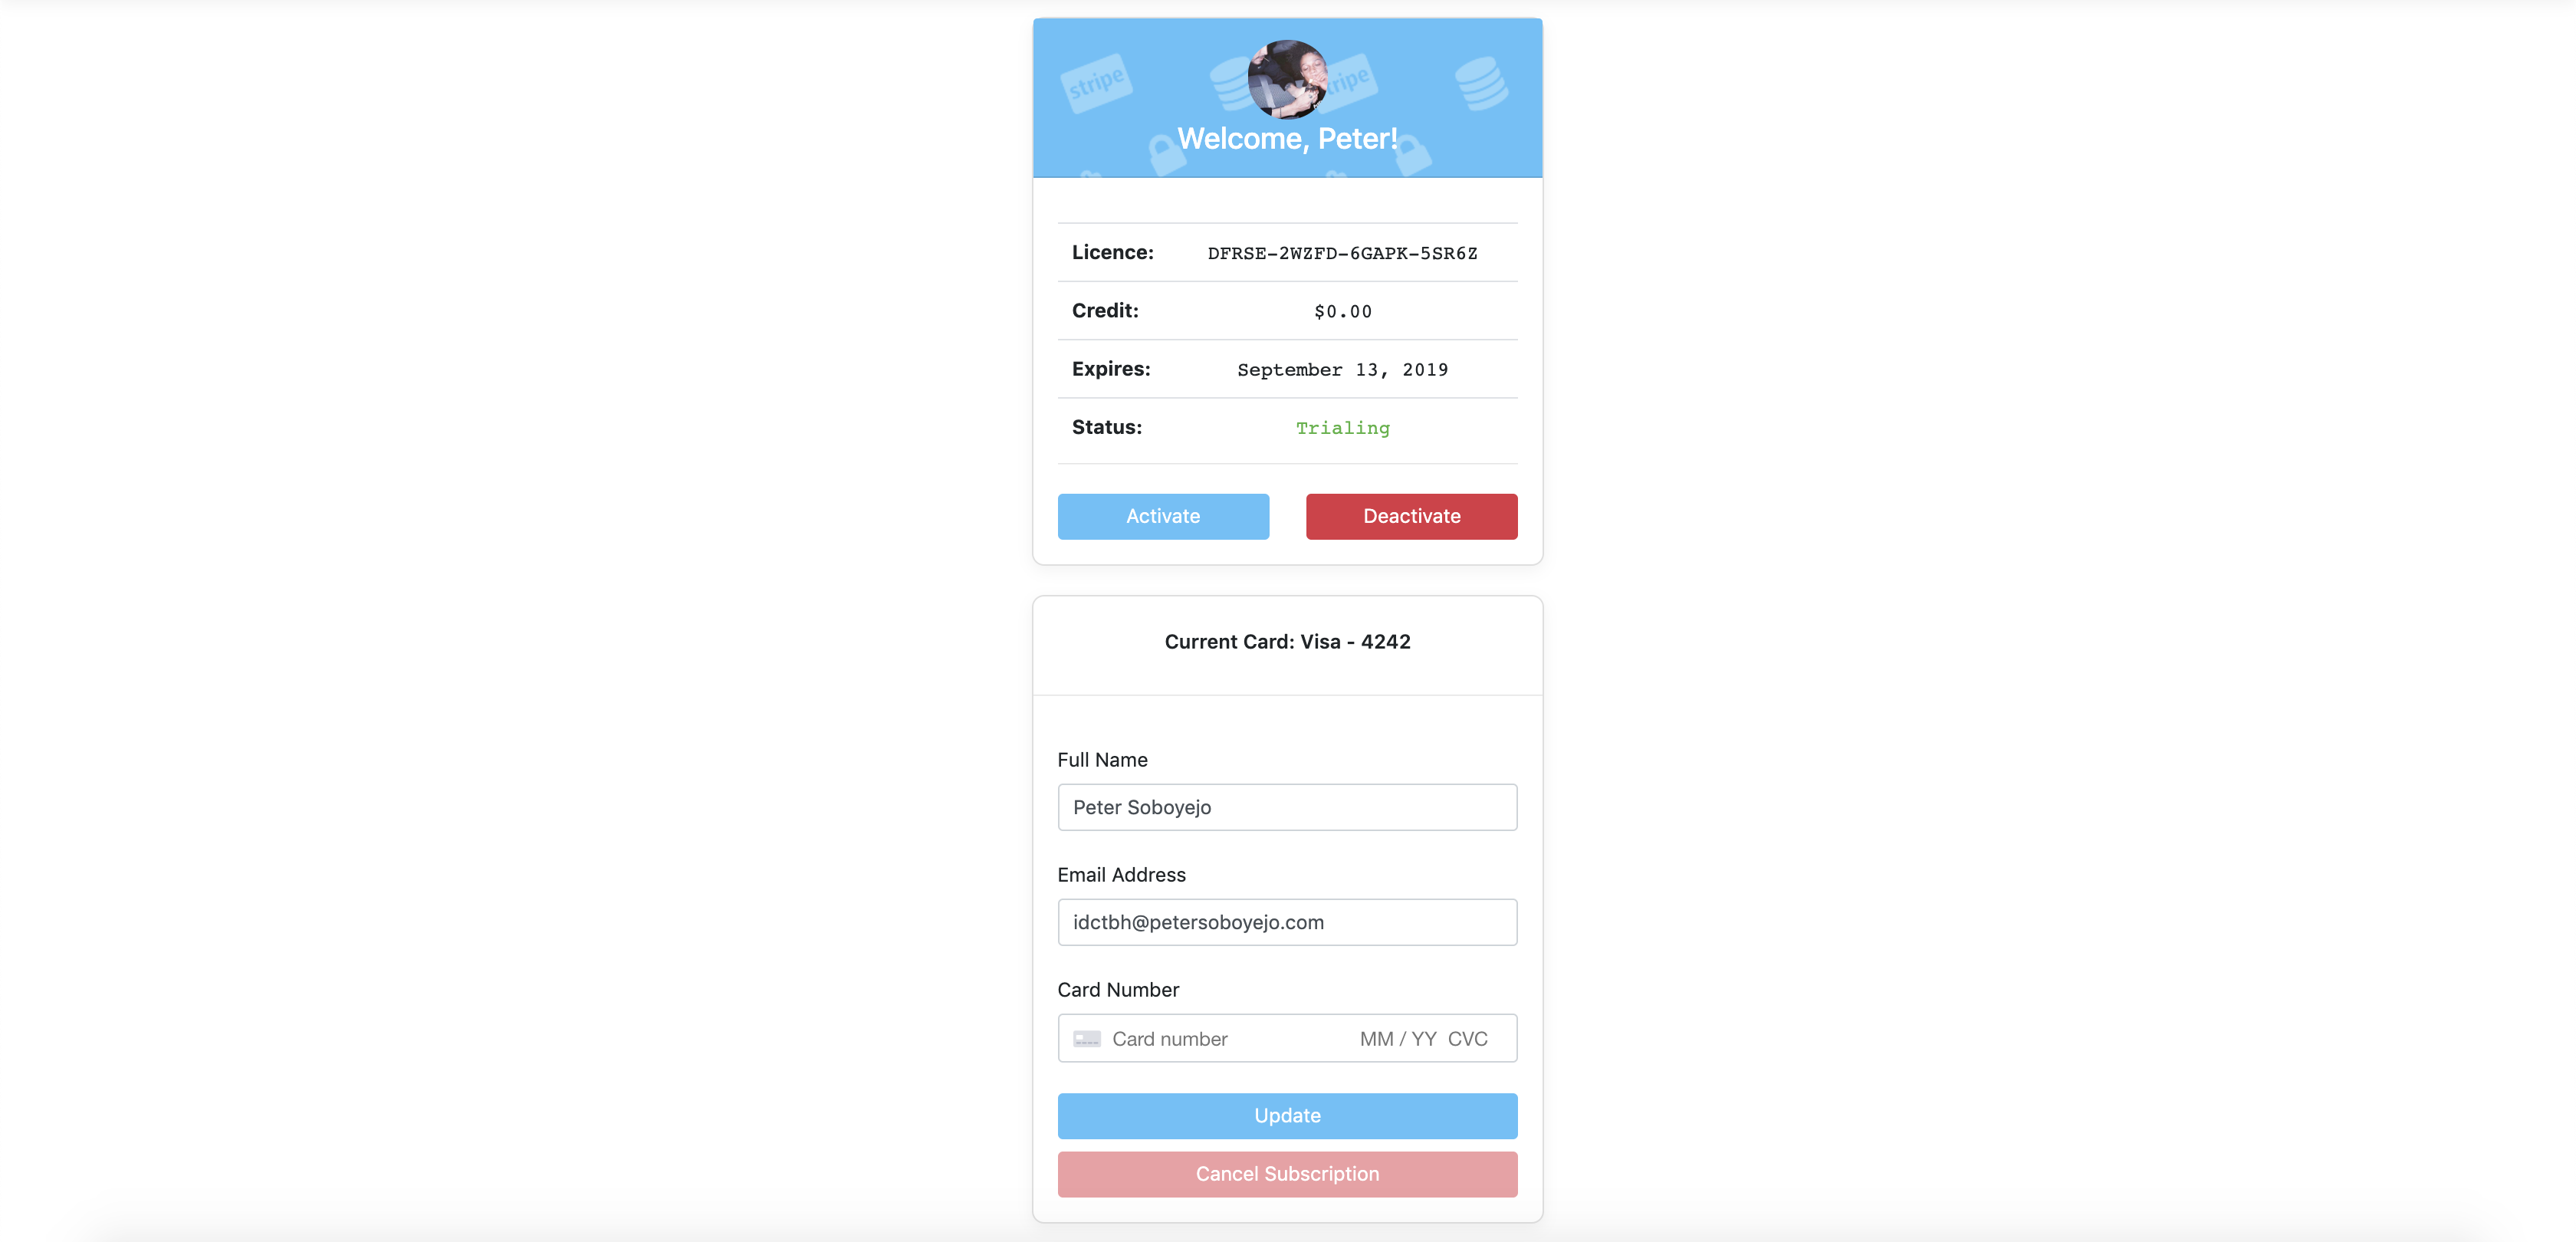 stripe
stripe
Welcome, Peter!
Licence: DFRSE-2WZFD-6GAPK-5SR6Z
Credit: $0.00
Expires: September 13, 2019
Status: Trialing
Activate Deactivate
Current Card: Visa - 4242
Full Name
Peter Soboyejo
Email Address
idctbh@petersoboyejo.com
Card Number
Card number MM / YY CVC
Update
Cancel Subscription